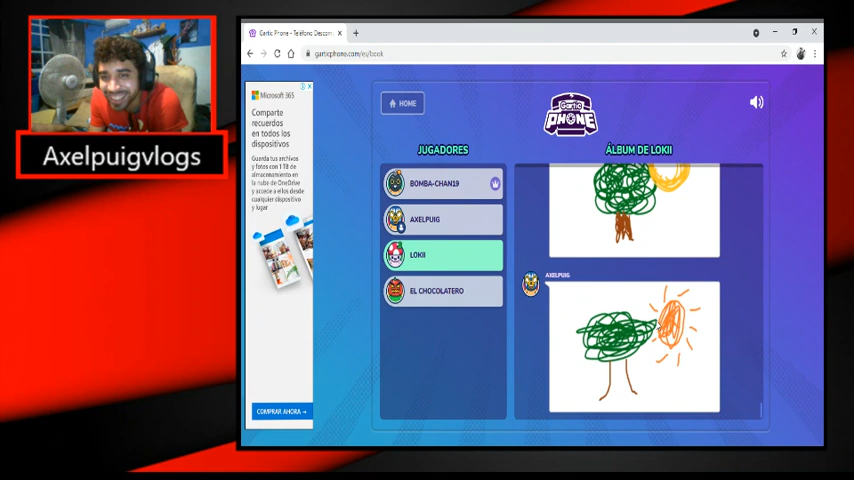 Gartic Phone - Teléfono Descom
garticphone.com/es/book
Axelpuigvlogs
Microsoft 365
Comparte
recuerdos
en todos los
dispositivos
Guarda tus archivos
y fotos con 1 TB de
almacenamiento en
la nube de OneDrive
y accede a ellos desde
cualquier dispositivo
y lugar
COMPRAR AHORA →
HOME
Gartic
PHONE
JUGADORES
BOMBA-CHAN19
AXELPUIG
LOKII
EL CHOCOLATERO
ÁLBUM DE LOKII
AXELPUIG